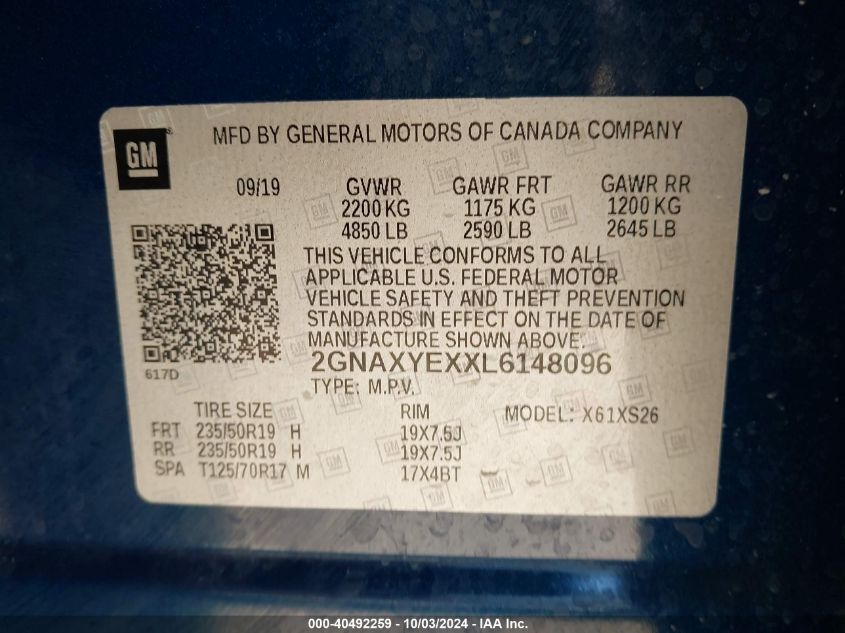 GM
MFD BY GENERAL MOTORS OF CANADA COMPANY
09/19 GVWR GAWR FRT GAWR RR
2200 KG 1175 KG 1200 KG
4850 LB 2590 LB 2645 LB
THIS VEHICLE CONFORMS TO ALL
APPLICABLE U.S. FEDERAL MOTOR
VEHICLE SAFETY AND THEFT PREVENTION
STANDARDS IN EFFECT ON THE DATE OF
MANUFACTURE SHOWN ABOVE.
617D
2GNAXYEXXL6148096
TYPE: M.P.V.
TIRE SIZE RIM MODEL: X61XS26
FRT 235/50R19 H 19X7.5J
RR 235/50R19 H 19X7.5J
SPA T125/70R17 M 17X4BT
000-40492259 - 10/03/2024 - IAA Inc.